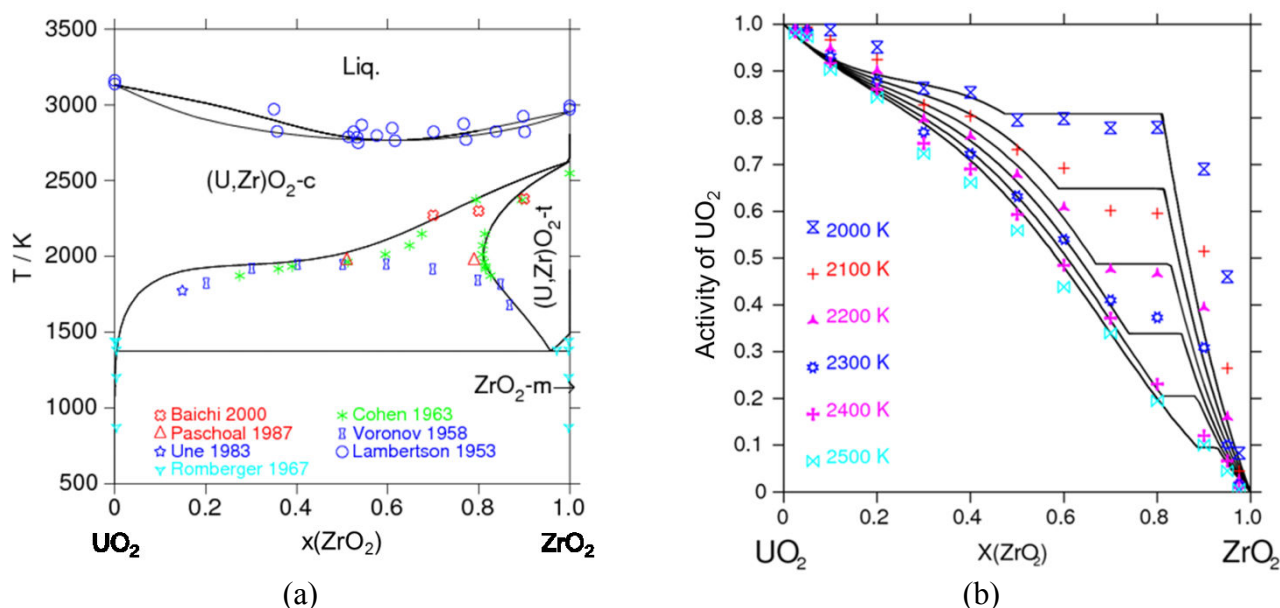 3500
3000
2500
2000
1500
1000
500
T / K
Liq.
(U,Zr)O₂-c
(U,Zr)O₂-t
ZrO₂-m→
Baichi 2000
Cohen 1963
Paschoal 1987
Voronov 1958
Une 1983
Lambertson 1953
Romberger 1967
0
0.2
0.4
0.6
0.8
1.0
UO₂
x(ZrO₂)
ZrO₂
(a)
1.0
0.9
0.8
0.7
0.6
0.5
0.4
0.3
0.2
0.1
0
Activity of UO₂
2000 K
2100 K
2200 K
2300 K
2400 K
2500 K
0
0.2
0.4
0.6
0.8
1.0
UO₂
X(ZrO₂)
ZrO₂
(b)